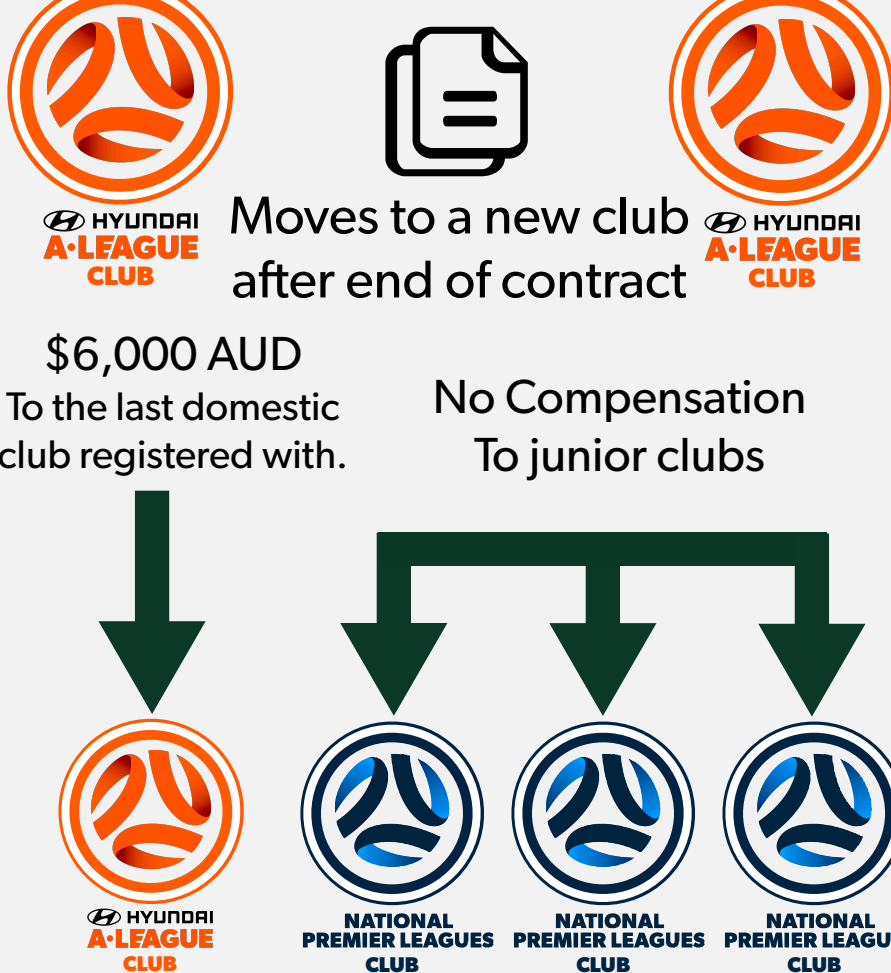 HYUNDAI
A•LEAGUE
CLUB
Moves to a new club
after end of contract
HYUNDAI
A•LEAGUE
CLUB
$6,000 AUD
To the last domestic
club registered with.
No Compensation
To junior clubs
HYUNDAI
A•LEAGUE
CLUB
NATIONAL
PREMIER LEAGUES
CLUB
NATIONAL
PREMIER LEAGUES
CLUB
NATIONAL
PREMIER LEAGU
CLUB